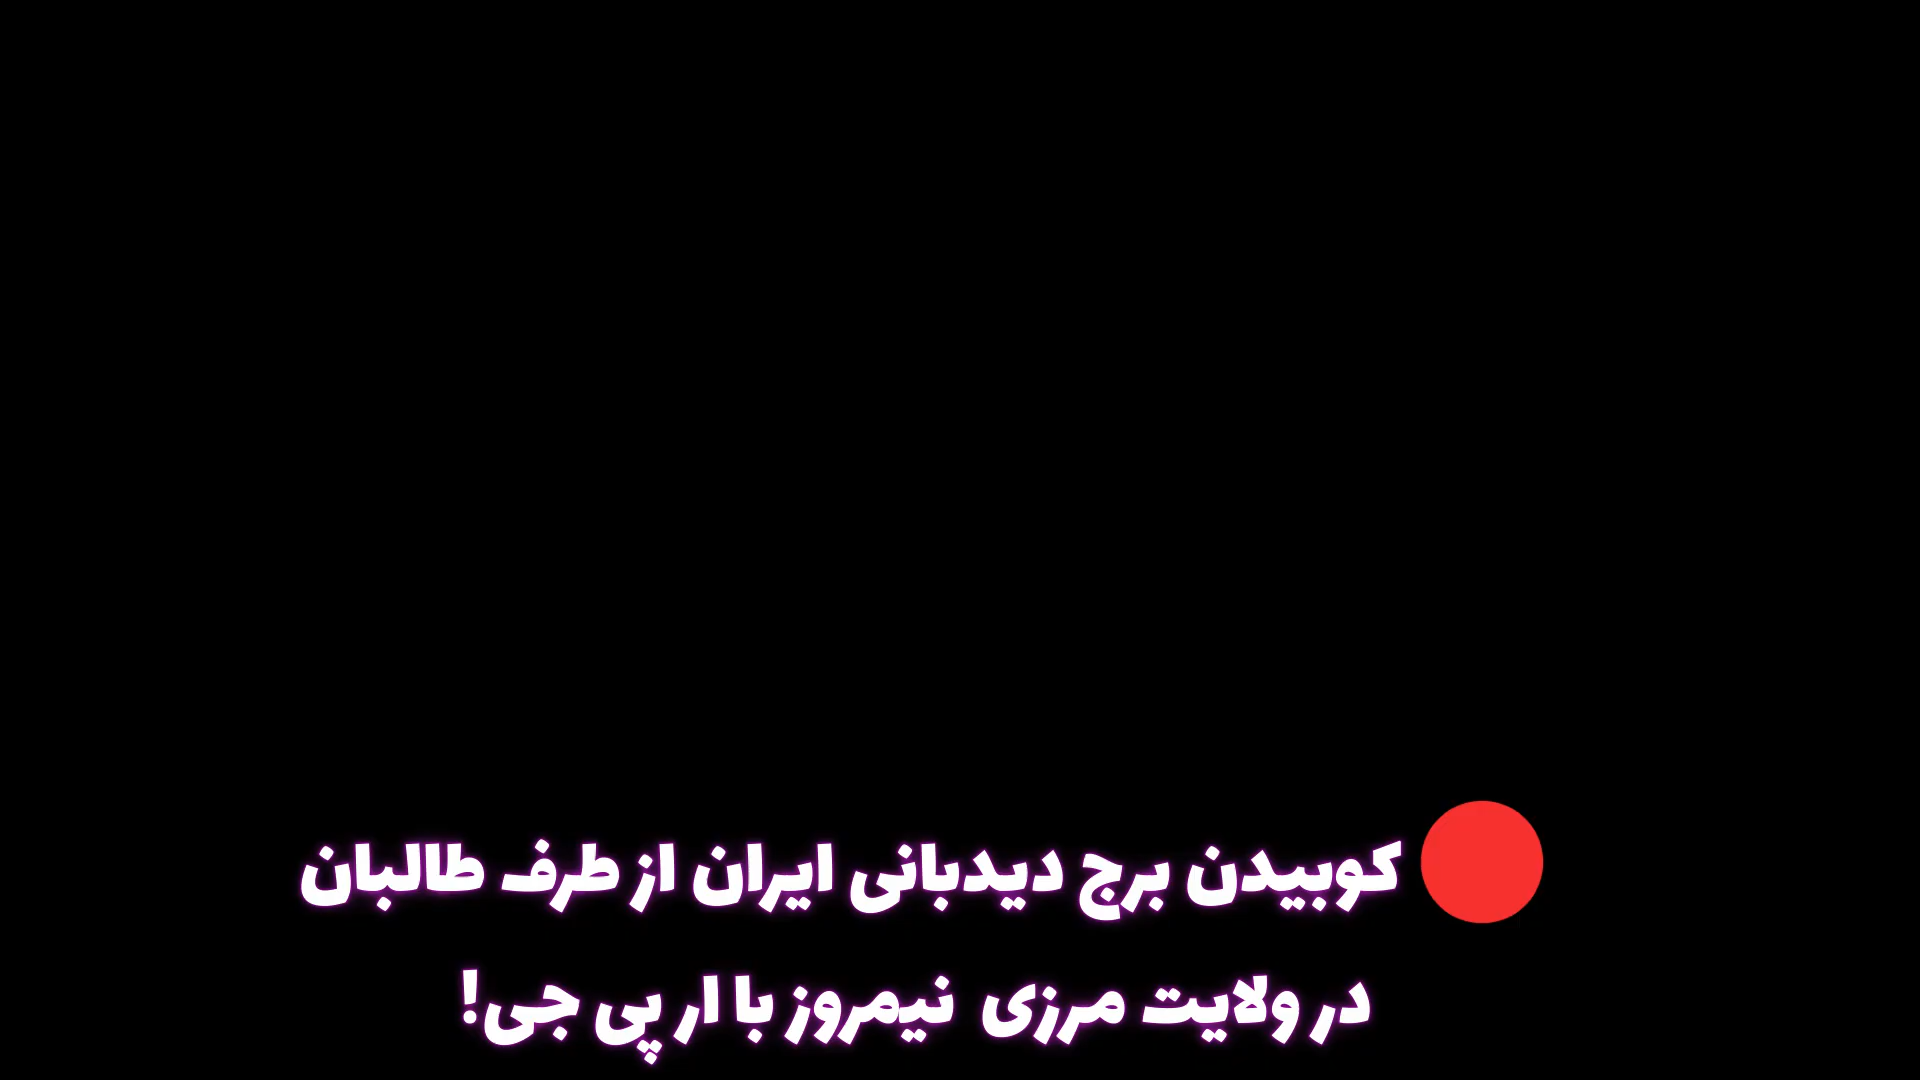 کوبیدن برج دیدبانی ایران از طرف طالبان
در ولایت مرزی نیمروز با ار پی جی!